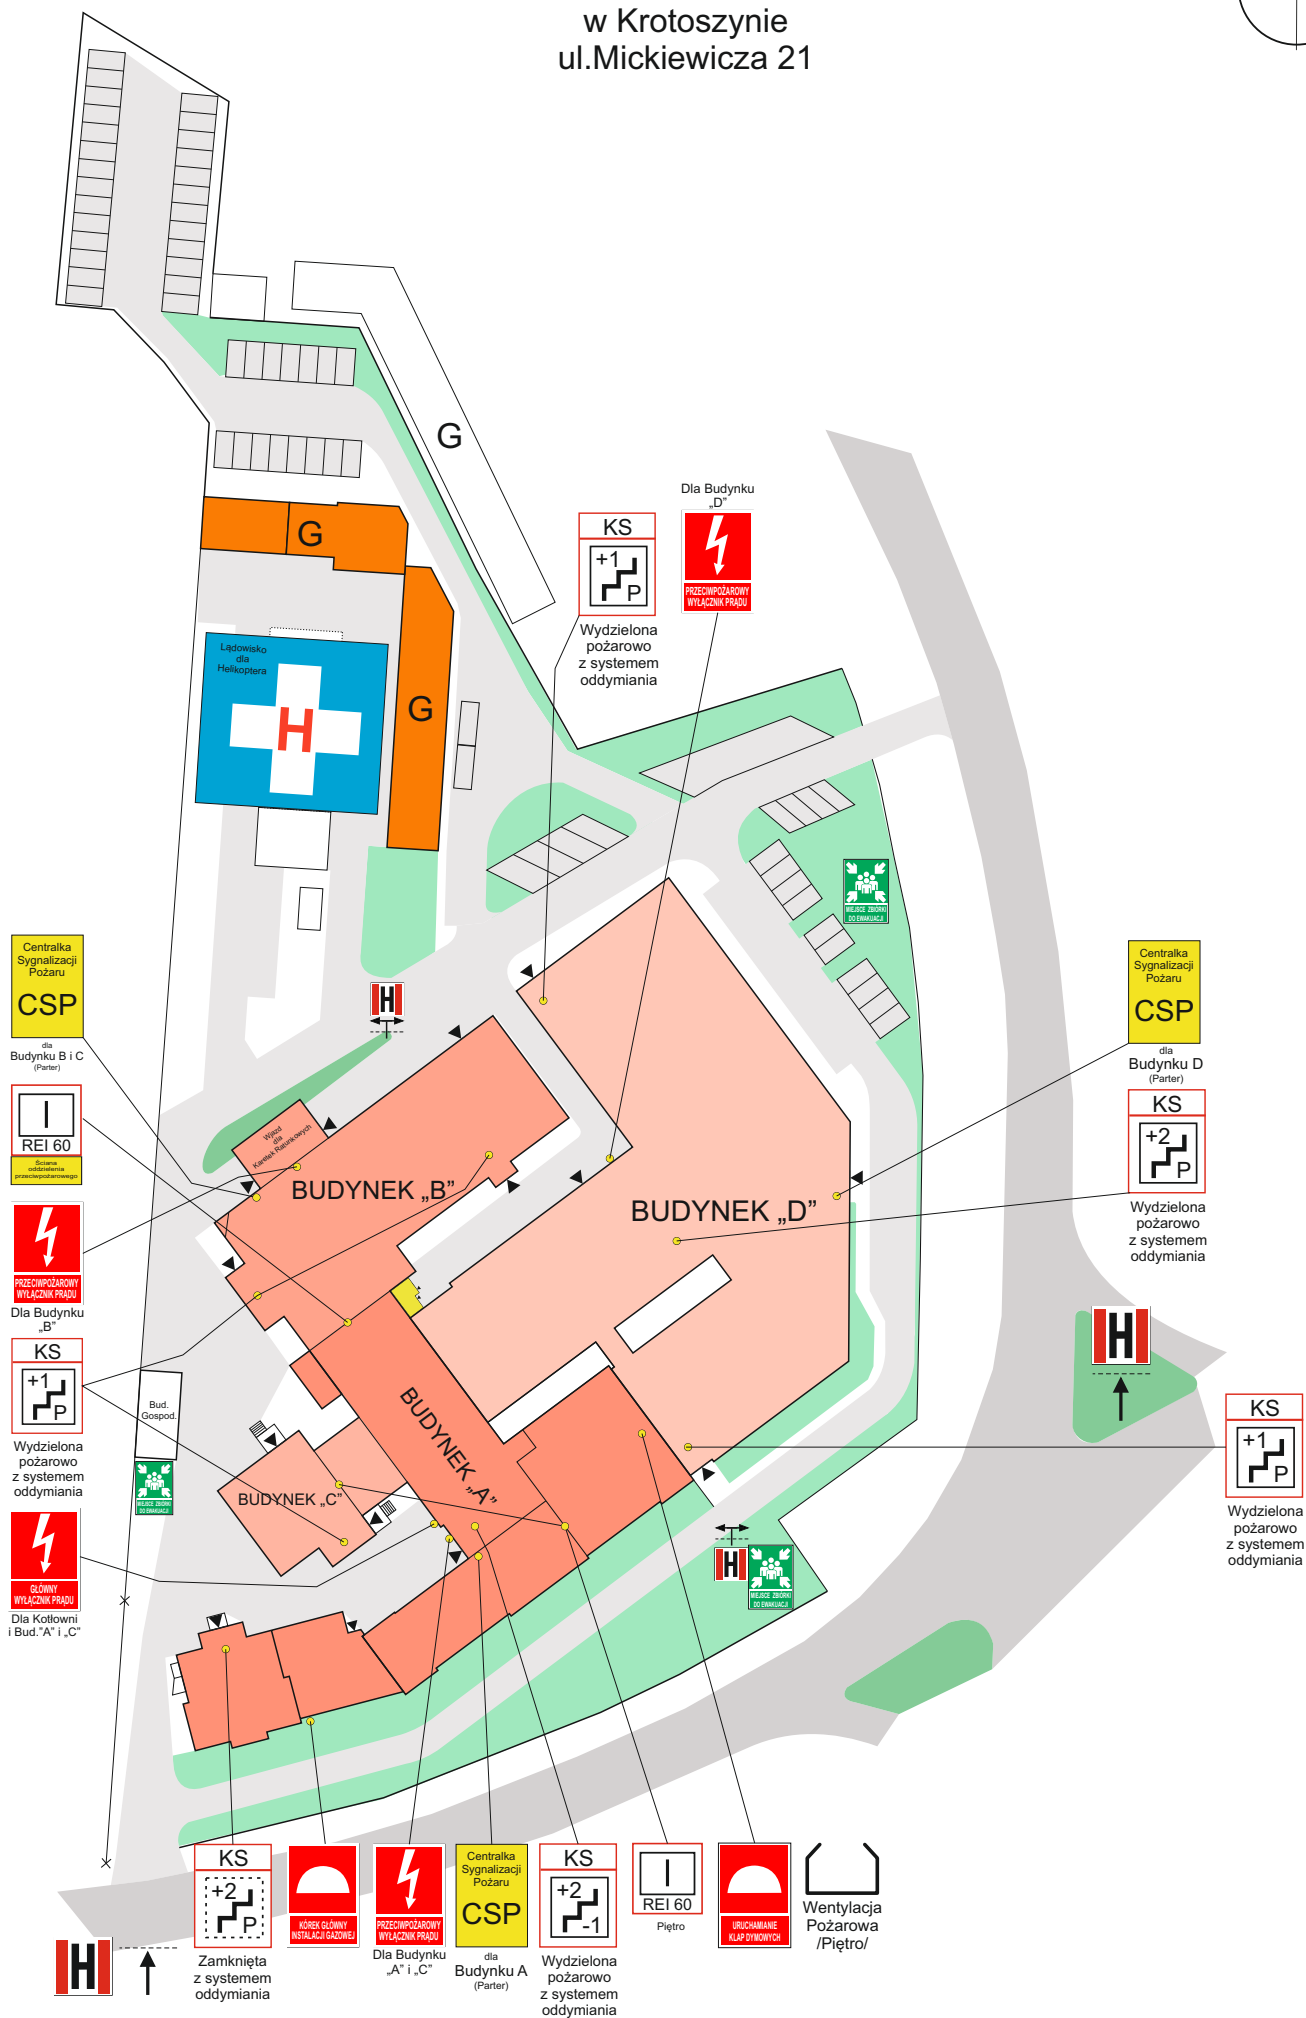 w Krotoszynie
ul.Mickiewicza 21
G
G
G
Lądowisko
dla
Helikoptera
H
KS
+1
P
Wydzielona
pożarowo
z systemem
oddymiania
Dla Budynku
„D”
PRZECIWPOŻAROWY
WYŁĄCZNIK PRĄDU
MIEJSCE ZBIÓRKI
DO EWAKUACJI
Centralka
Sygnalizacji
Pożaru
CSP
dla
Budynku B i C
(Parter)
H
Centralka
Sygnalizacji
Pożaru
CSP
dla
Budynku D
(Parter)
I
REI 60
Ściana
oddzielenia
przeciwpożarowego
Wjazd
dla
Karetek Ratunkowych
BUDYNEK „B”
BUDYNEK „D”
KS
+2
P
Wydzielona
pożarowo
z systemem
oddymiania
PRZECIWPOŻAROWY
WYŁĄCZNIK PRĄDU
Dla Budynku
„B”
H
KS
+1
P
Wydzielona
pożarowo
z systemem
oddymiania
Bud.
Gospod.
BUDYNEK „A”
MIEJSCE ZBIÓRKI
DO EWAKUACJI
BUDYNEK „C”
KS
+1
P
Wydzielona
pożarowo
z systemem
oddymiania
GŁÓWNY
WYŁĄCZNIK PRĄDU
Dla Kotłowni
i Bud.”A” i „C”
H
MIEJSCE ZBIÓRKI
DO EWAKUACJI
H
KS
+2
P
Zamknięta
z systemem
oddymiania
KÓREK GŁÓWNY
INSTALACJI GAZOWEJ
PRZECIWPOŻAROWY
WYŁĄCZNIK PRĄDU
Dla Budynku
„A” i „C”
Centralka
Sygnalizacji
Pożaru
CSP
dla
Budynku A
(Parter)
KS
+2
-1
Wydzielona
pożarowo
z systemem
oddymiania
I
REI 60
Piętro
URUCHAMIANIE
KLAP DYMOWYCH
Wentylacja
Pożarowa
/Piętro/